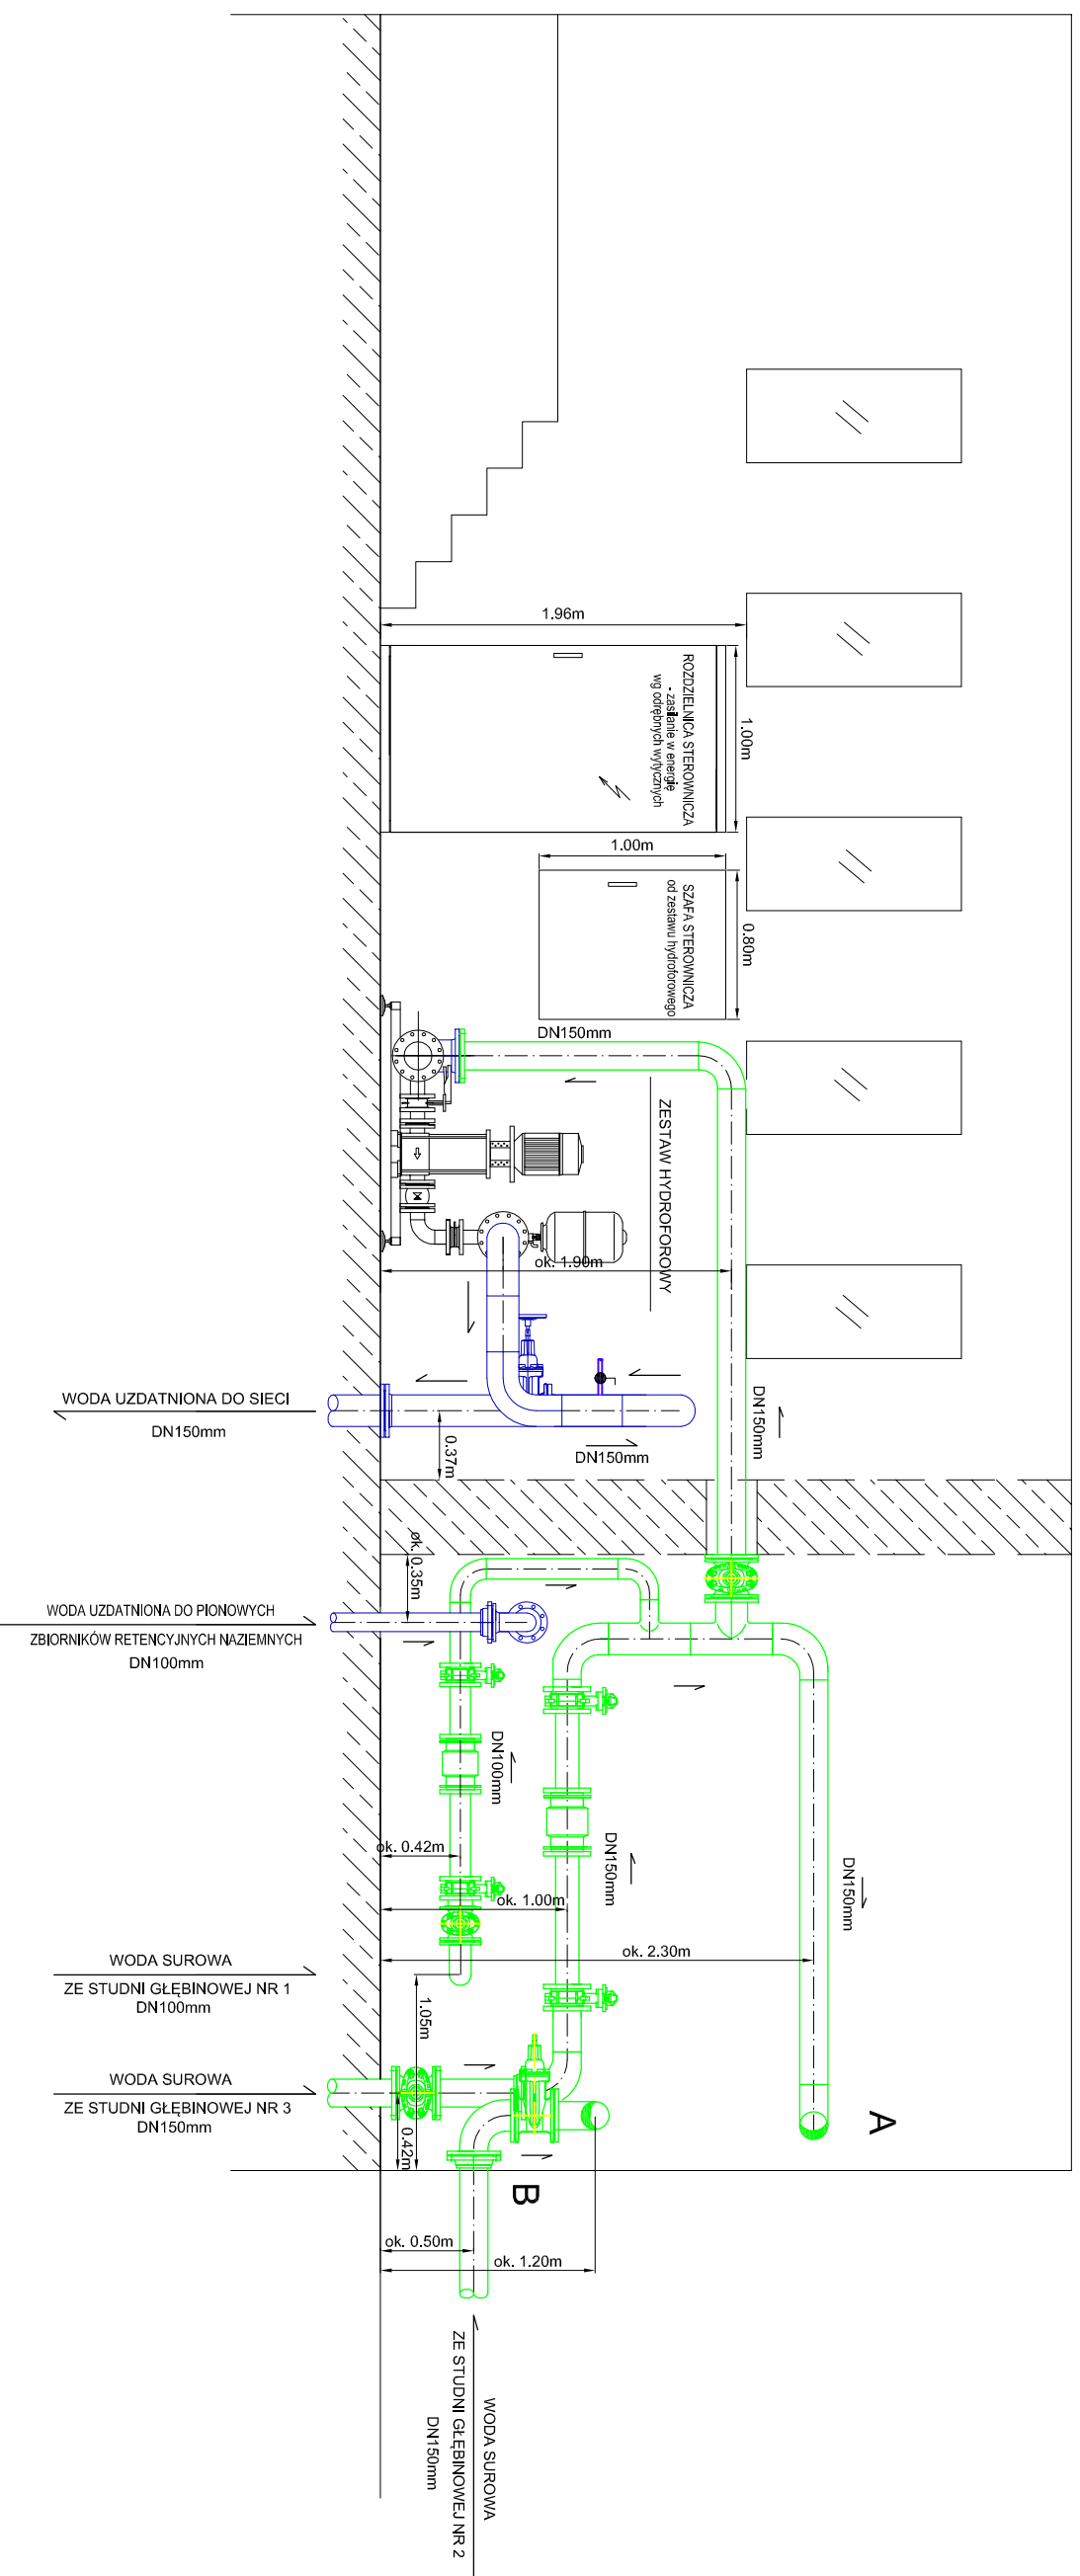 1.96m
1.00m
ROZDZIELNICA STEROWNICZA
- zasilanie w energię
wg odrębnych wytycznych
1.00m
0.80m
SZAFA STEROWNICZA
od zestawu hydroforowego
DN150mm
ZESTAW HYDROFOROWY
ok. 1.90m
WODA UZDATNIONA DO SIECI
DN150mm
0.37m
DN150mm
DN150mm
ok. 0.35m
WODA UZDATNIONA DO PIONOWYCH
ZBIORNIKÓW RETENCYJNYCH NAZIEMNYCH
DN100mm
DN100mm
ok. 0.42m
DN150mm
ok. 1.00m
DN150mm
ok. 2.30m
WODA SUROWA
ZE STUDNI GŁĘBINOWEJ NR 1
DN100mm
1.05m
WODA SUROWA
ZE STUDNI GŁĘBINOWEJ NR 3
DN150mm
0.42m
A
B
ok. 0.50m
ok. 1.20m
WODA SUROWA
ZE STUDNI GŁĘBINOWEJ NR 2
DN150mm